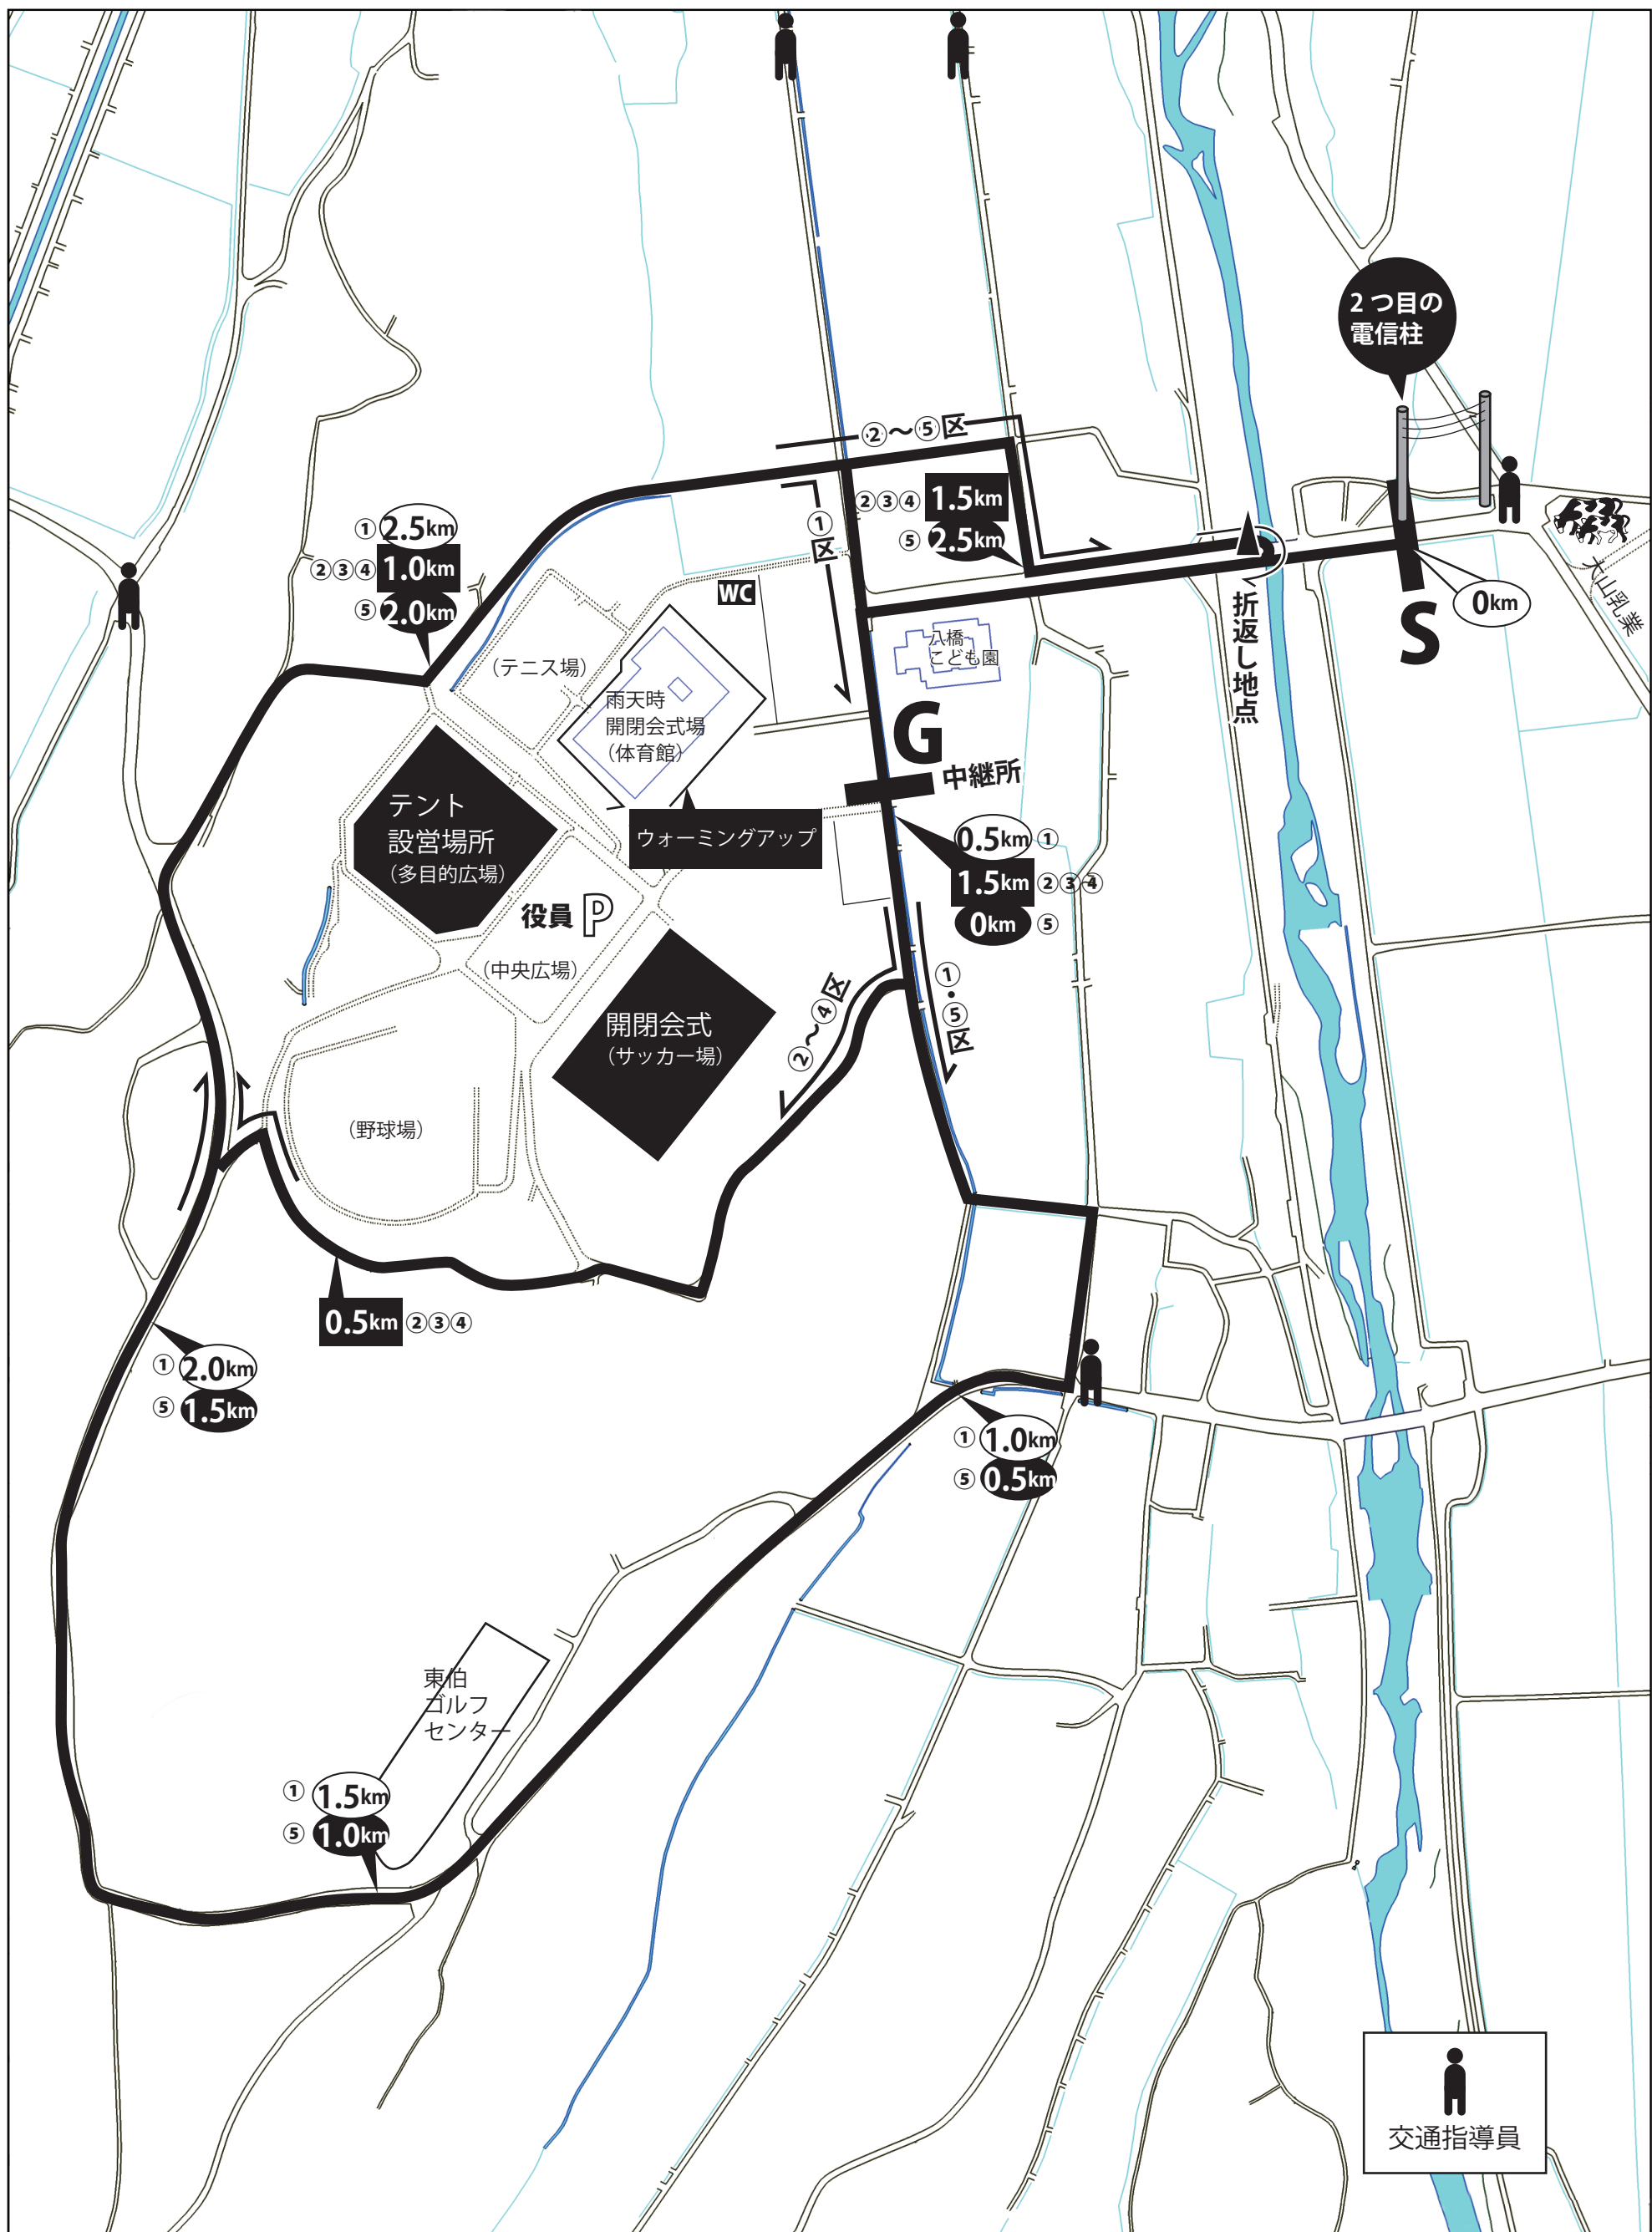 2つ目の
電信柱
②～⑤区
②③④ 1.5km
⑤ 2.5km
①区
① 2.5km
②③④ 1.0km
⑤ 2.0km
WC
大山乳業
0km
S
＜折返し地点
八橋
こども園
（テニス場）
雨天時
開閉会式場
（体育館）
G
中継所
テント
設営場所
（多目的広場）
ウォーミングアップ
0.5km ①
1.5km ②③④
0km ⑤
役員 P
（中央広場）
②～④区
①・⑤区
開閉会式
（サッカー場）
（野球場）
0.5km ②③④
① 2.0km
⑤ 1.5km
① 1.0km
⑤ 0.5km
東伯
ゴルフ
センター
① 1.5km
⑤ 1.0km
交通指導員